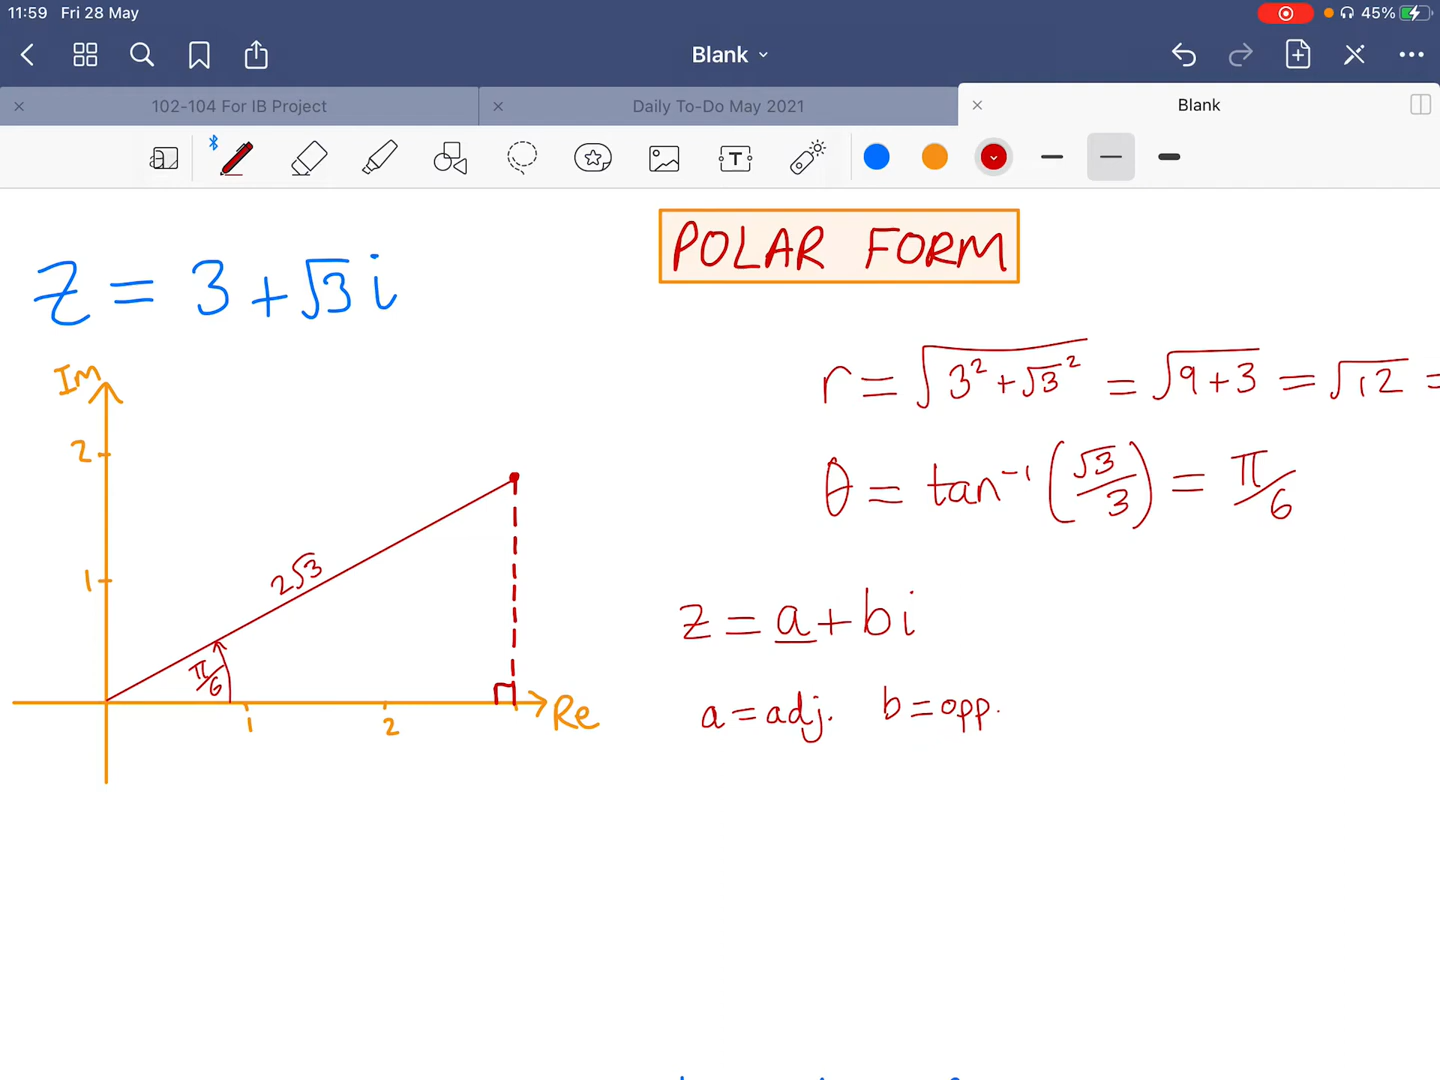 11:59 Fri 28 May
45%
Blank
102-104 For IB Project
Daily To-Do May 2021
Blank
T
POLAR FORM
z = 3 + √3 i
r = √(3² + √3²) = √(9+3) = √12 =
θ = tan⁻¹(√3/3) = π/6
Im
2
1
2√3
π/6
1
2
Re
z = a + bi
a = adj. b = opp.